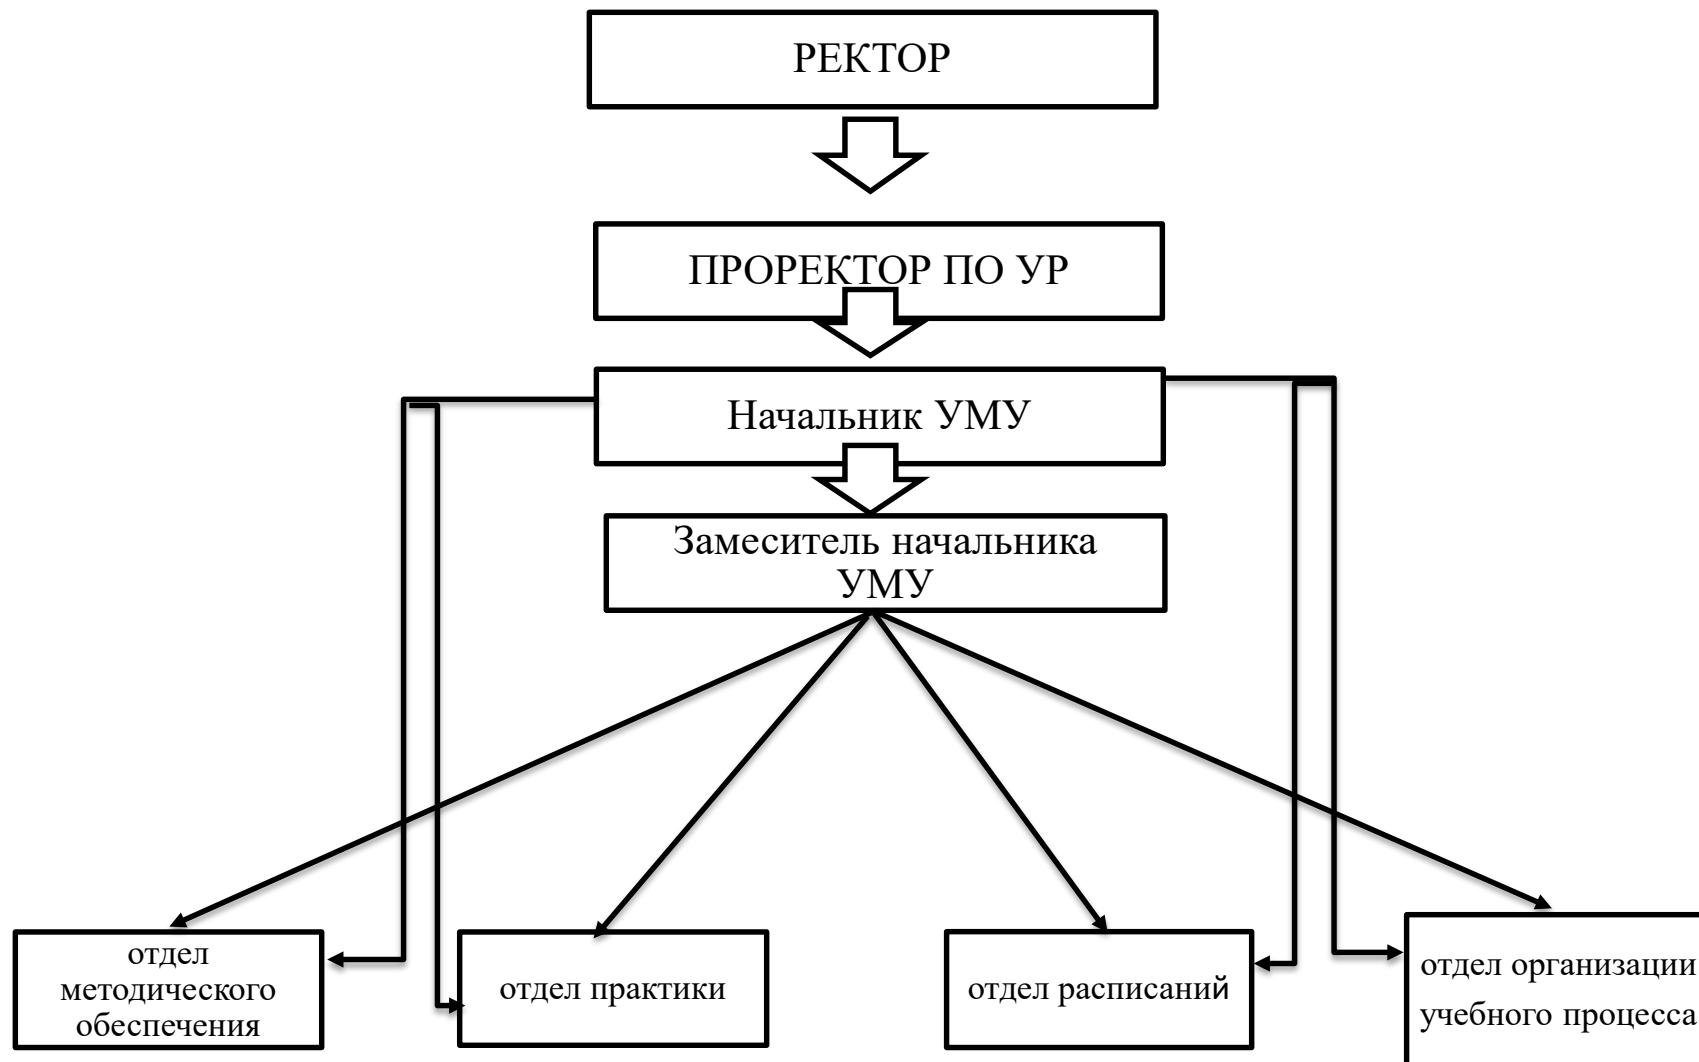 РЕКТОР
ПРОРЕКТОР ПО УР
Начальник УМУ
Замеситель начальника
УМУ
отдел
методического
обеспечения
отдел практики
отдел расписаний
отдел организации
учебного процесса